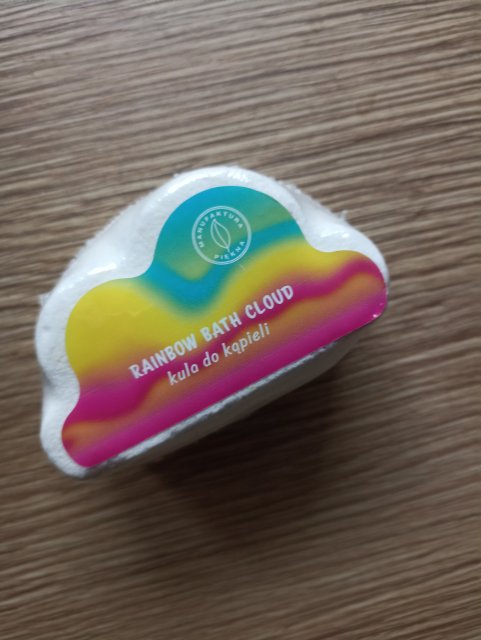 MANUFAKTURA
PIĘKNA
RAINBOW BATH CLOUD
kula do kąpieli